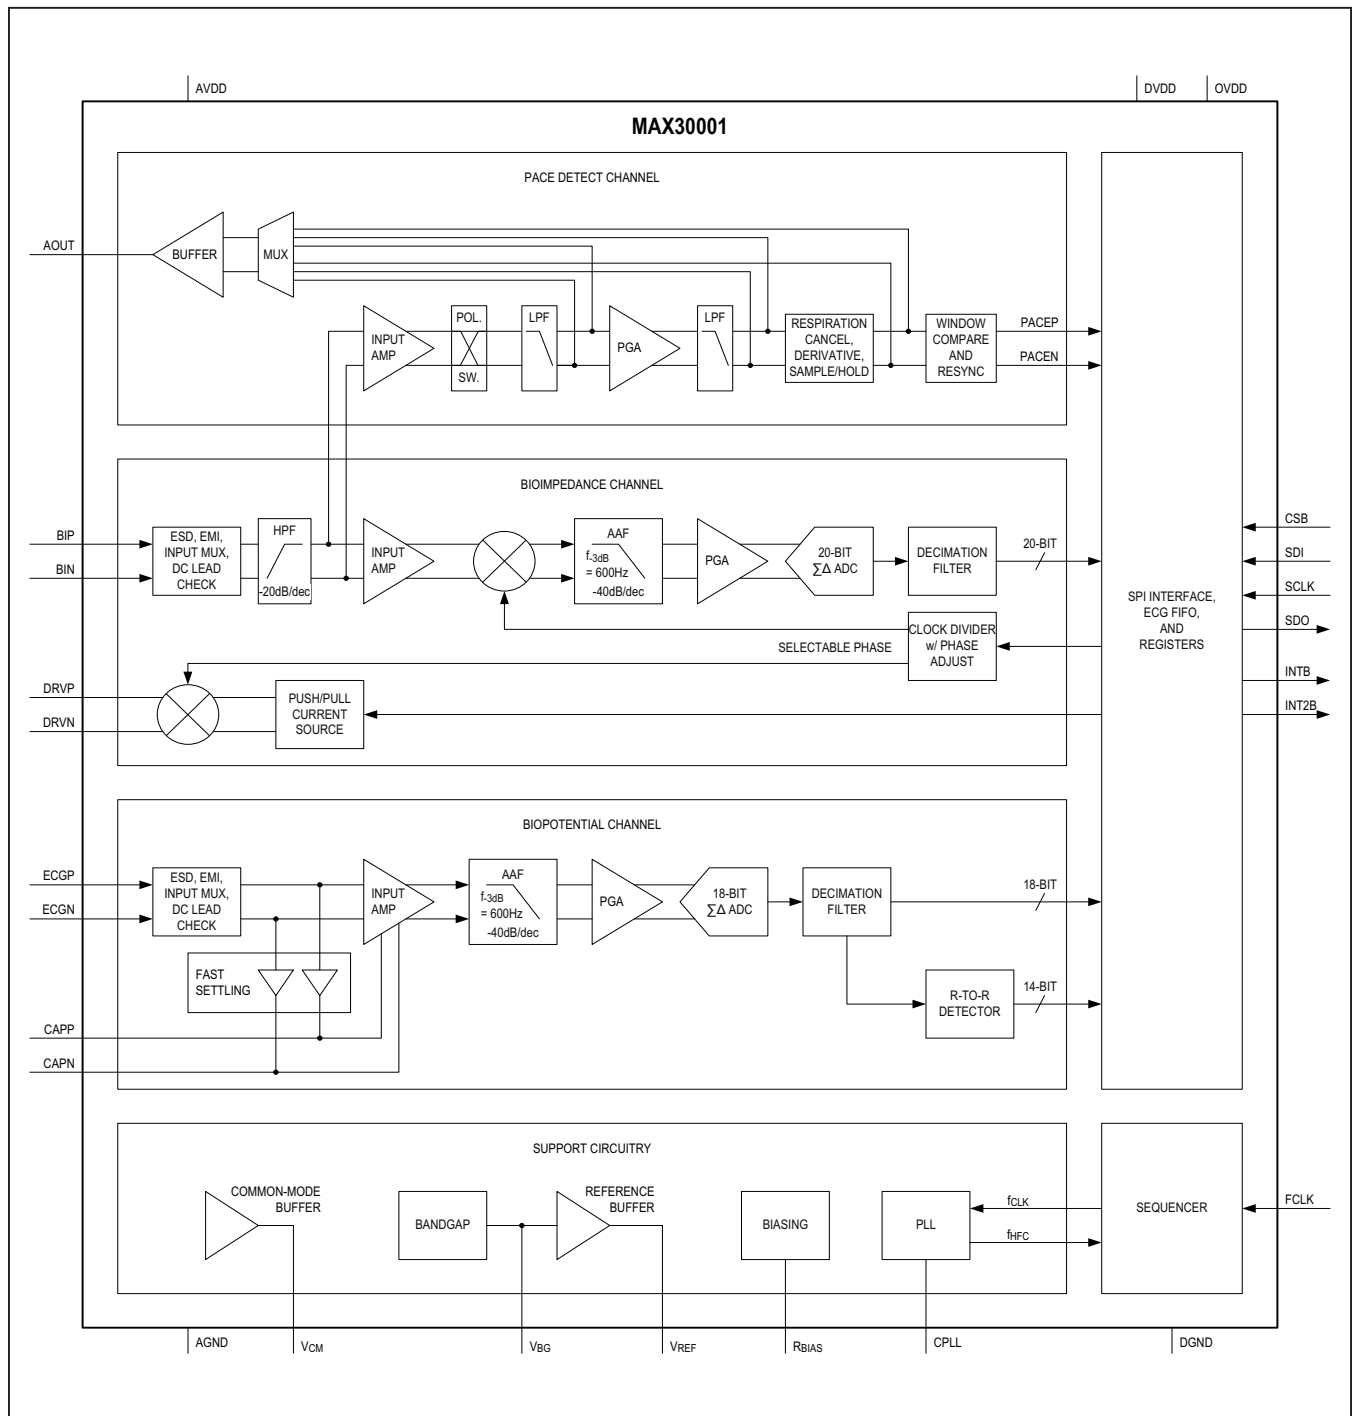 AVDD
DVDD
OVDD
MAX30001
PACE DETECT CHANNEL
AOUT
BUFFER
MUX
INPUT
AMP
POL.
SW.
LPF
PGA
LPF
RESPIRATION
CANCEL,
DERIVATIVE,
SAMPLE/HOLD
WINDOW
COMPARE
AND
RESYNC
PACEP
PACEN
BIOIMPEDANCE CHANNEL
BIP
BIN
ESD, EMI,
INPUT MUX,
DC LEAD
CHECK
HPF
-20dB/dec
INPUT
AMP
AAF
f-3dB
= 600Hz
-40dB/dec
PGA
20-BIT
∑Δ ADC
DECIMATION
FILTER
20-BIT
SELECTABLE PHASE
CLOCK DIVIDER
w/ PHASE
ADJUST
DRVP
DRVN
PUSH/PULL
CURRENT
SOURCE
SPI INTERFACE,
ECG FIFO,
AND
REGISTERS
CSB
SDI
SCLK
SDO
INTB
INT2B
BIOPOTENTIAL CHANNEL
ECGP
ECGN
ESD, EMI,
INPUT MUX,
DC LEAD
CHECK
INPUT
AMP
AAF
f-3dB
= 600Hz
-40dB/dec
PGA
18-BIT
∑Δ ADC
DECIMATION
FILTER
18-BIT
FAST
SETTLING
R-TO-R
DETECTOR
14-BIT
CAPP
CAPN
SUPPORT CIRCUITRY
COMMON-MODE
BUFFER
BANDGAP
REFERENCE
BUFFER
BIASING
PLL
fCLK
fHFC
SEQUENCER
FCLK
AGND
VCM
VBG
VREF
RBIAS
CPLL
DGND